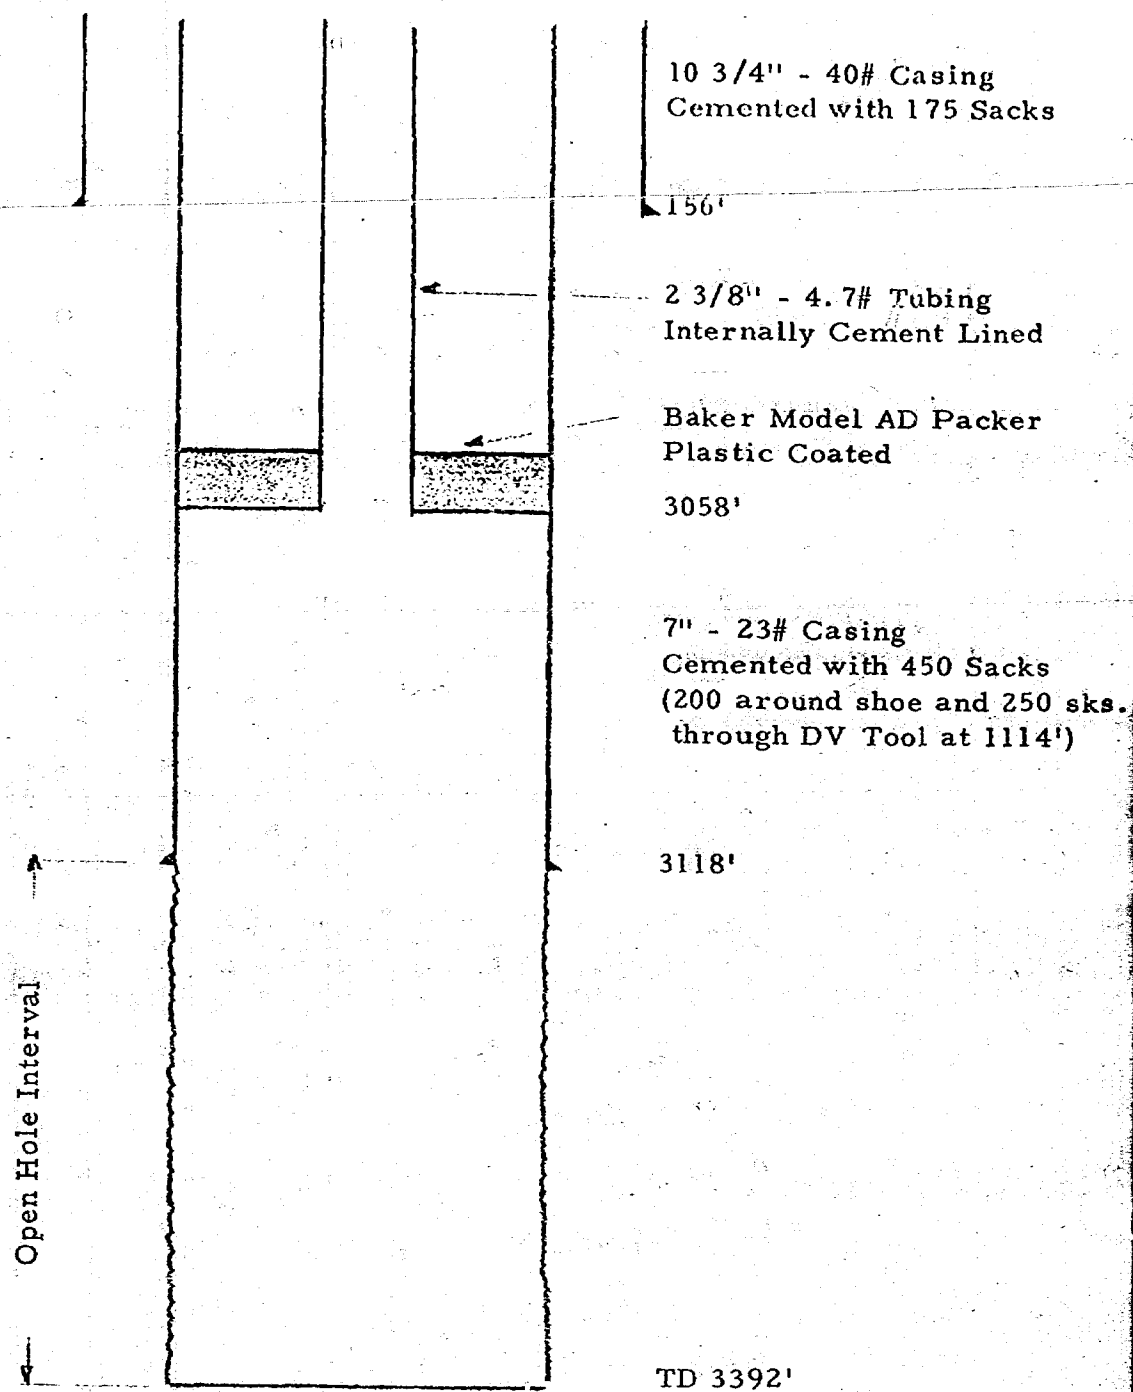 10 3/4" - 40# Casing
Cemented with 175 Sacks
156'
2 3/8" - 4.7# Tubing
Internally Cement Lined
Baker Model AD Packer
Plastic Coated
3058'
7" - 23# Casing
Cemented with 450 Sacks
(200 around shoe and 250 sks.
through DV Tool at 1114')
3118'
Open Hole Interval
TD 3392'